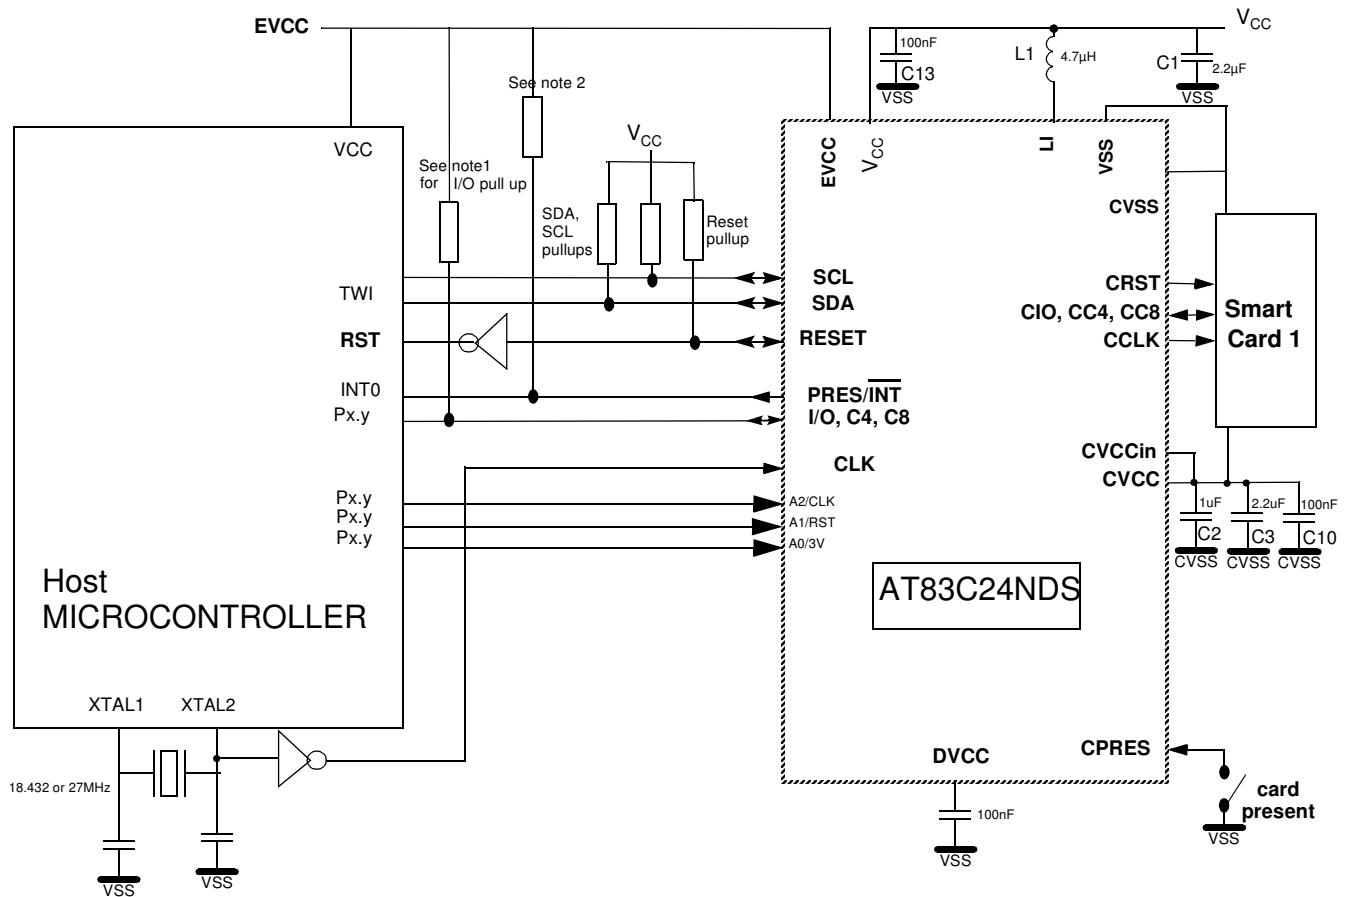 EVCC
VCC
100nF
C13
VSS
L1
4.7µH
C1
2.2µF
VSS
See note 2
VCC
VCC
See note1
for I/O pull up
SDA,
SCL
pullups
Reset
pullup
EVCC
VCC
LI
VSS
CVSS
TWI
RST
INT0
Px.y
SCL
SDA
RESET
PRES/INT
I/O, C4, C8
CLK
CRST
CIO, CC4, CC8
CCLK
Smart
Card 1
CVCCin
CVCC
Px.y
Px.y
Px.y
A2/CLK
A1/RST
A0/3V
1uF
C2
CVSS
2.2uF
C3
CVSS
100nF
C10
CVSS
Host
MICROCONTROLLER
AT83C24NDS
XTAL1
XTAL2
DVCC
CPRES
18.432 or 27MHz
100nF
card
present
VSS
VSS
VSS
VSS